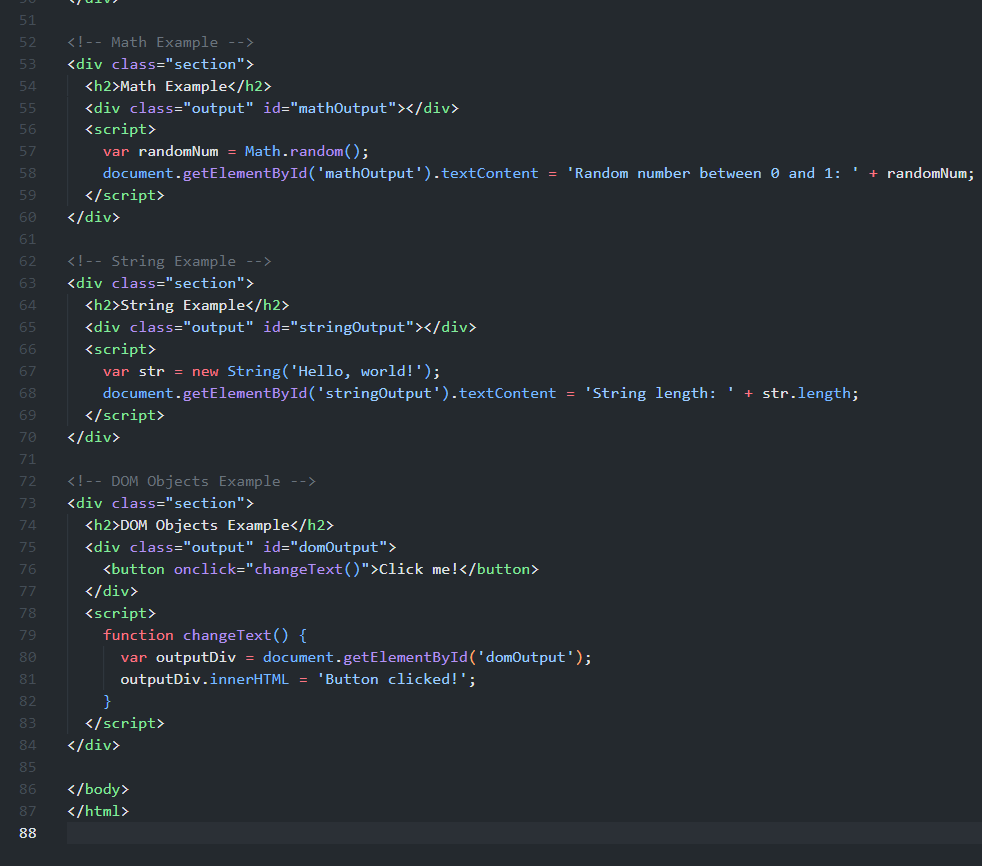 50 </div>
51
52 <!-- Math Example -->
53 <div class="section">
54   <h2>Math Example</h2>
55   <div class="output" id="mathOutput"></div>
56   <script>
57     var randomNum = Math.random();
58     document.getElementById('mathOutput').textContent = 'Random number between 0 and 1: ' + randomNum;
59   </script>
60 </div>
61
62 <!-- String Example -->
63 <div class="section">
64   <h2>String Example</h2>
65   <div class="output" id="stringOutput"></div>
66   <script>
67     var str = new String('Hello, world!');
68     document.getElementById('stringOutput').textContent = 'String length: ' + str.length;
69   </script>
70 </div>
71
72 <!-- DOM Objects Example -->
73 <div class="section">
74   <h2>DOM Objects Example</h2>
75   <div class="output" id="domOutput">
76     <button onclick="changeText()">Click me!</button>
77   </div>
78   <script>
79     function changeText() {
80       var outputDiv = document.getElementById('domOutput');
81       outputDiv.innerHTML = 'Button clicked!';
82     }
83   </script>
84 </div>
85
86 </body>
87 </html>
88